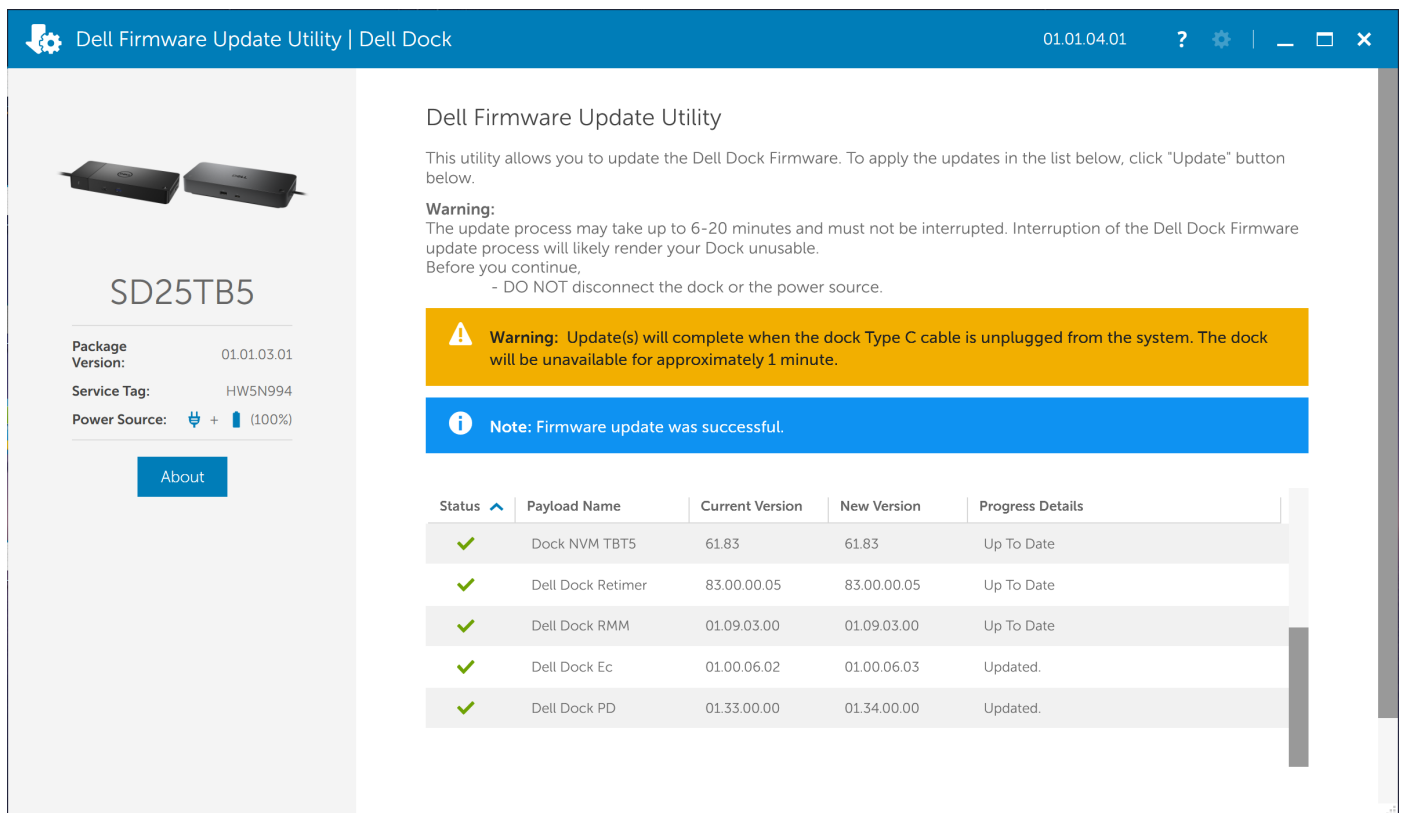 Dell Firmware Update Utility | Dell Dock
01.01.04.01
?
SD25TB5
Package Version:
01.01.03.01
Service Tag:
HW5N994
Power Source:
+
(100%)
About
Dell Firmware Update Utility
This utility allows you to update the Dell Dock Firmware. To apply the updates in the list below, click "Update" button
below.
Warning:
The update process may take up to 6-20 minutes and must not be interrupted. Interruption of the Dell Dock Firmware
update process will likely render your Dock unusable.
Before you continue,
- DO NOT disconnect the dock or the power source.
Warning: Update(s) will complete when the dock Type C cable is unplugged from the system. The dock
will be unavailable for approximately 1 minute.
Note: Firmware update was successful.
Status Payload Name Current Version New Version Progress Details
Dock NVM TBT5 61.83 61.83 Up To Date
Dell Dock Retimer 83.00.00.05 83.00.00.05 Up To Date
Dell Dock RMM 01.09.03.00 01.09.03.00 Up To Date
Dell Dock Ec 01.00.06.02 01.00.06.03 Updated.
Dell Dock PD 01.33.00.00 01.34.00.00 Updated.